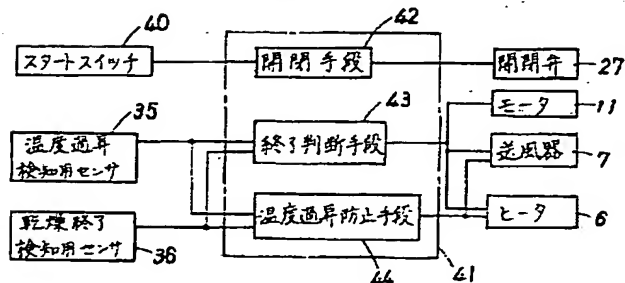 40
スタートスイッチ
42
開閉手段
開閉弁
27
43
モータ
11
35
温度過昇
検知用センサ
終了判断手段
送風器
7
乾燥終了
検知用センサ
36
温度過昇防止手段
ヒータ
6
44
41